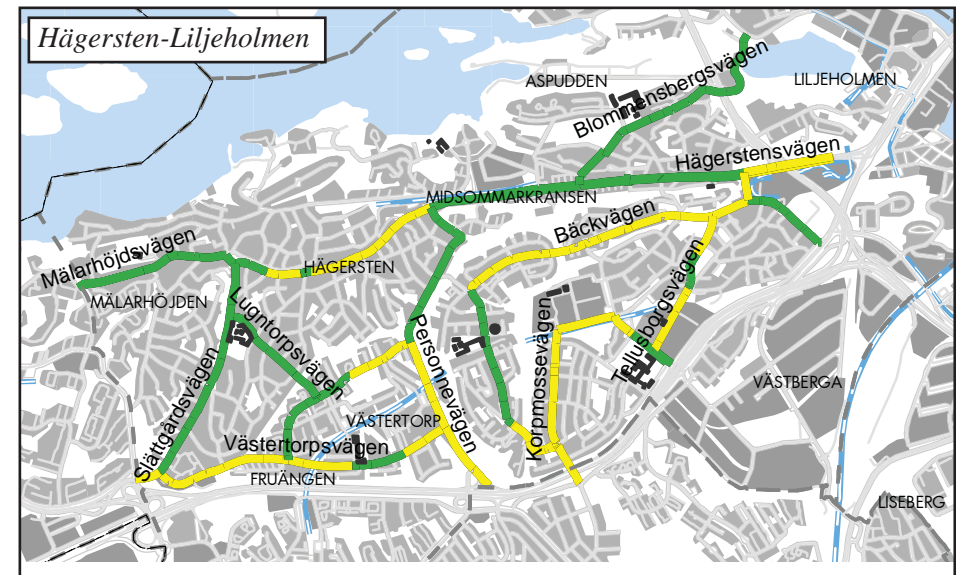 Hägersten-Liljeholmen
ASPUDDEN
Blommensbergsvägen
LILJEHOLMEN
Hägerstensvägen
MIDSOMMARKRANSEN
Bäckvägen
Mälarhöjdsvägen
HÄGERSTEN
MÄLARHÖJDEN
Lugntorpsvägen
Personnevägen
Korpmossevägen
Tellusborgsvägen
Slättgårdsvägen
VÄSTBERGA
VÄSTERTORP
Västertorpsvägen
FRUÄNGEN
LISEBERG